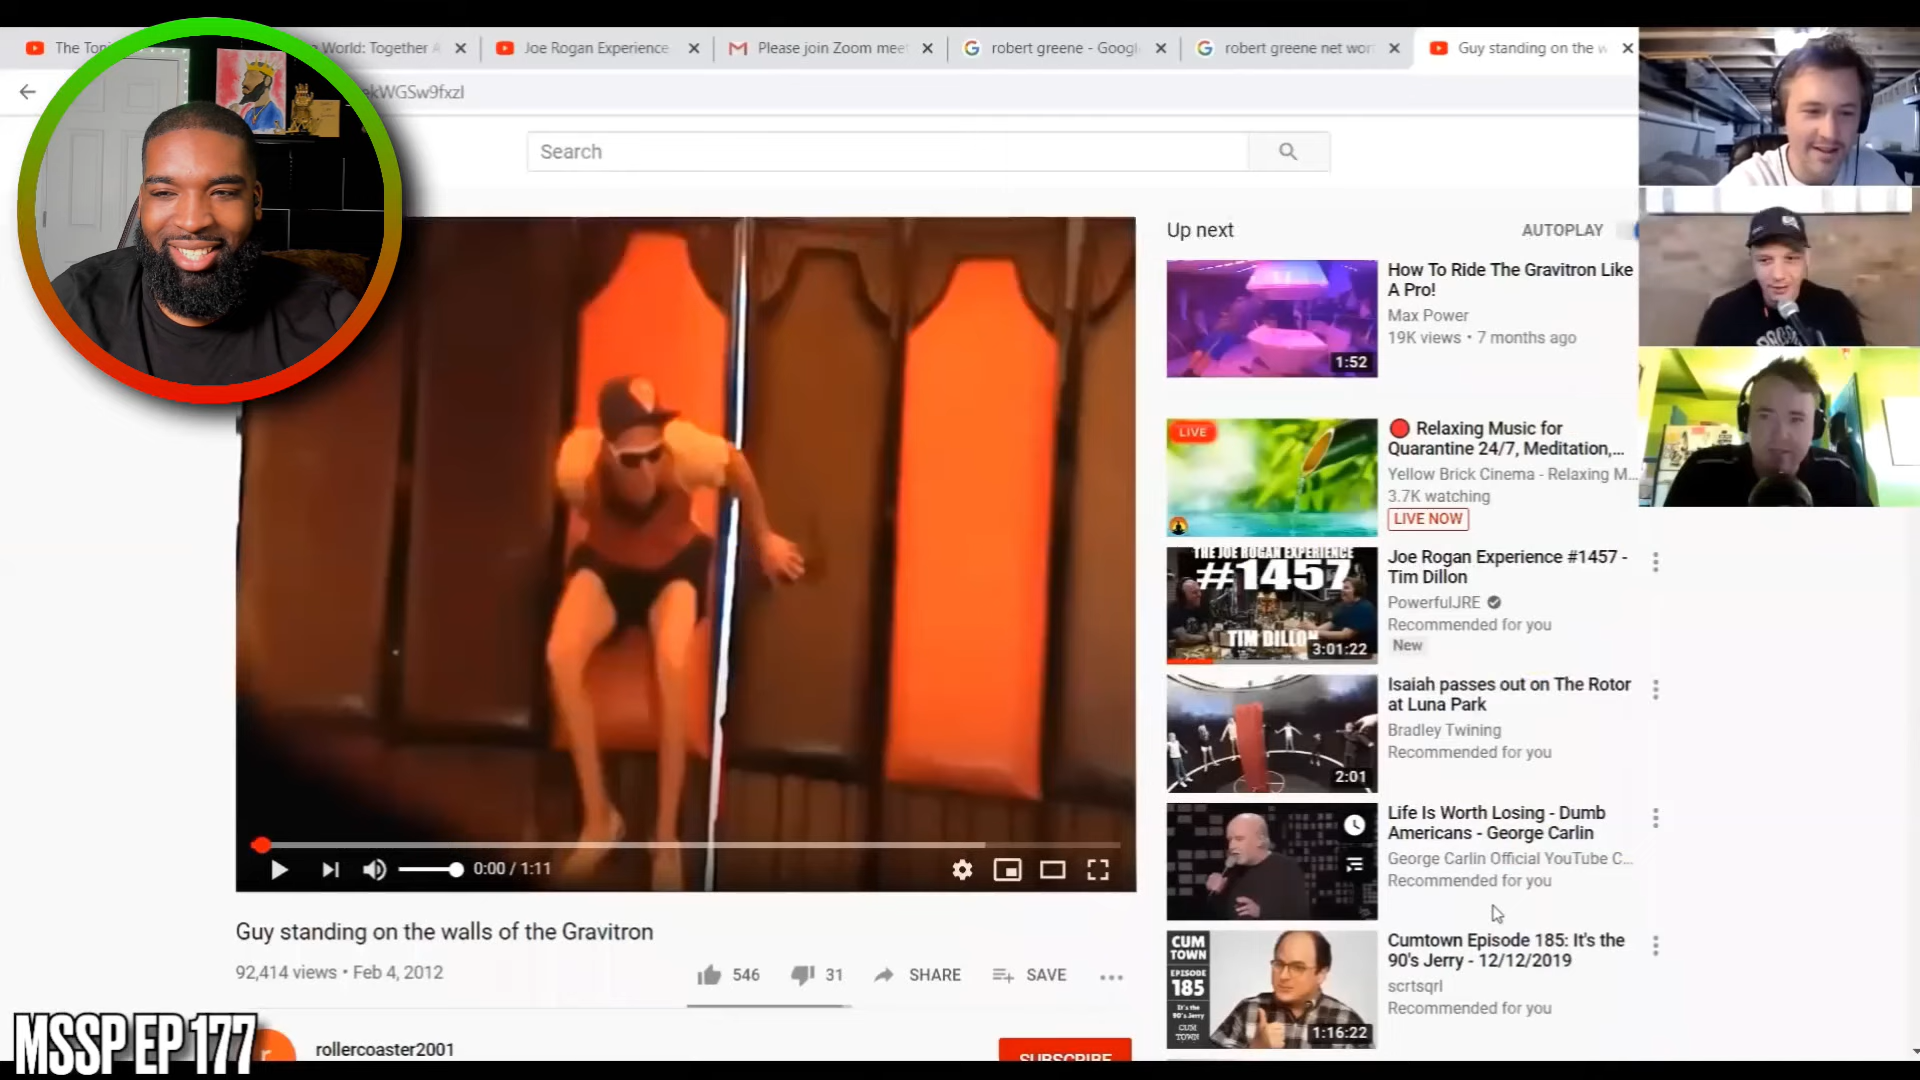 The Top
World: Together A
Joe Rogan Experience
Please join Zoom mee
robert greene - Googl
robert greene net wor
Guy standing on the w
ekWGSw9fxzI
Search
Up next
AUTOPLAY
How To Ride The Gravitron Like
A Pro!
Max Power
19K views • 7 months ago
1:52
LIVE
Relaxing Music for
Quarantine 24/7, Meditation,...
Yellow Brick Cinema - Relaxing M...
3.7K watching
LIVE NOW
THE JOE ROGAN EXPERIENCE
#1457
TIM DILLON
3:01:22
Joe Rogan Experience #1457 -
Tim Dillon
PowerfulJRE
Recommended for you
New
Isaiah passes out on The Rotor
at Luna Park
Bradley Twining
Recommended for you
2:01
Life Is Worth Losing - Dumb
Americans - George Carlin
George Carlin Official YouTube C...
Recommended for you
0:00 / 1:11
Guy standing on the walls of the Gravitron
92,414 views • Feb 4, 2012
546
31
SHARE
SAVE
CUM
TOWN
EPISODE
185
It's the
90's Jerry
CUM
TOWN
1:16:22
Cumtown Episode 185: It's the
90's Jerry - 12/12/2019
scrtsqrl
Recommended for you
MSSP EP 177
r
rollercoaster2001
SUBSCRIBE